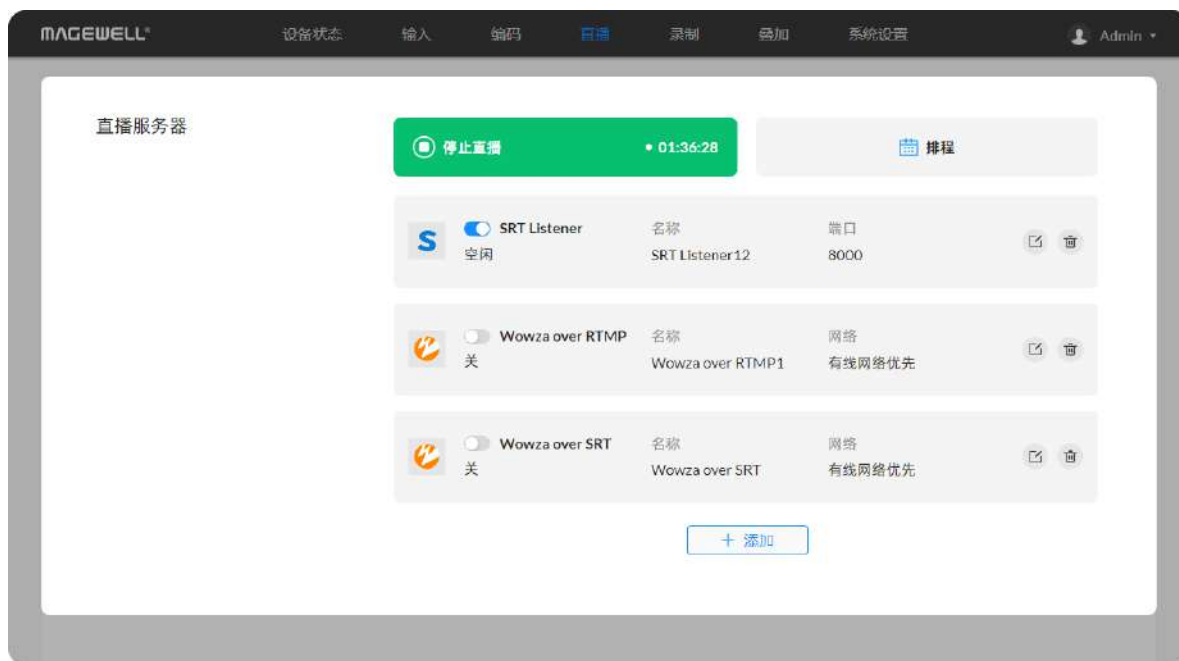 MAGEWELL® 设备状态 输入 编码 直播 录制 叠加 系统设置 Admin
直播服务器
停止直播 • 01:36:28 排程
S SRT Listener 名称 端口
空闲 SRT Listener12 8000
Wowza over RTMP 名称 网络
关 Wowza over RTMP1 有线网络优先
Wowza over SRT 名称 网络
关 Wowza over SRT 有线网络优先
+ 添加